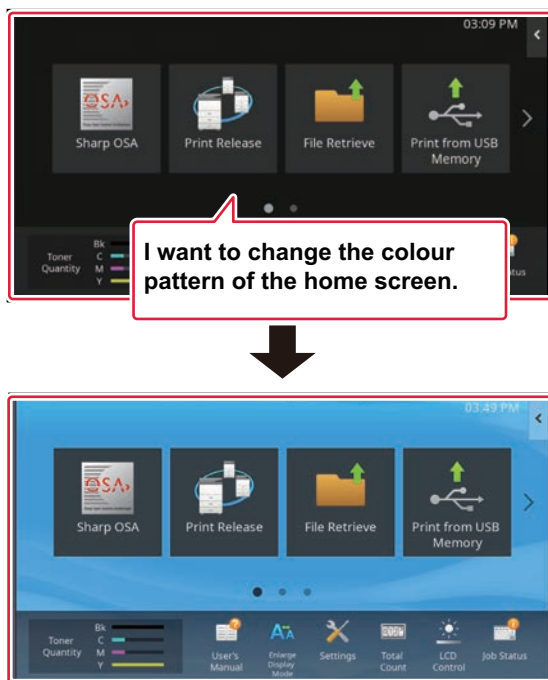 03:09 PM
OSA
Sharp OSA
Print Release
File Retrieve
Print from USB
Memory
Bk
Toner C
Quantity M
Y
I want to change the colour
pattern of the home screen.
03:49 PM
OSA
Sharp OSA
Print Release
File Retrieve
Print from USB
Memory
Bk
Toner C
Quantity M
Y
User's
Manual
Enlarge
Display
Mode
Settings
Total
Count
LCD
Control
Job Status